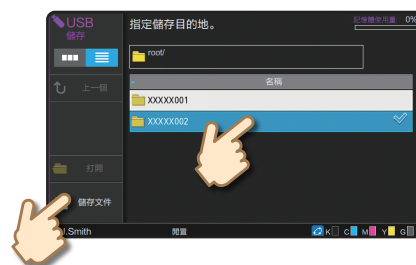 USB
儲存
指定儲存目的地。
記憶體使用量 0%
root/
上一個
名稱
XXXXX001
XXXXX002
打開
儲存文件
.Smith
閒置
K C M Y G